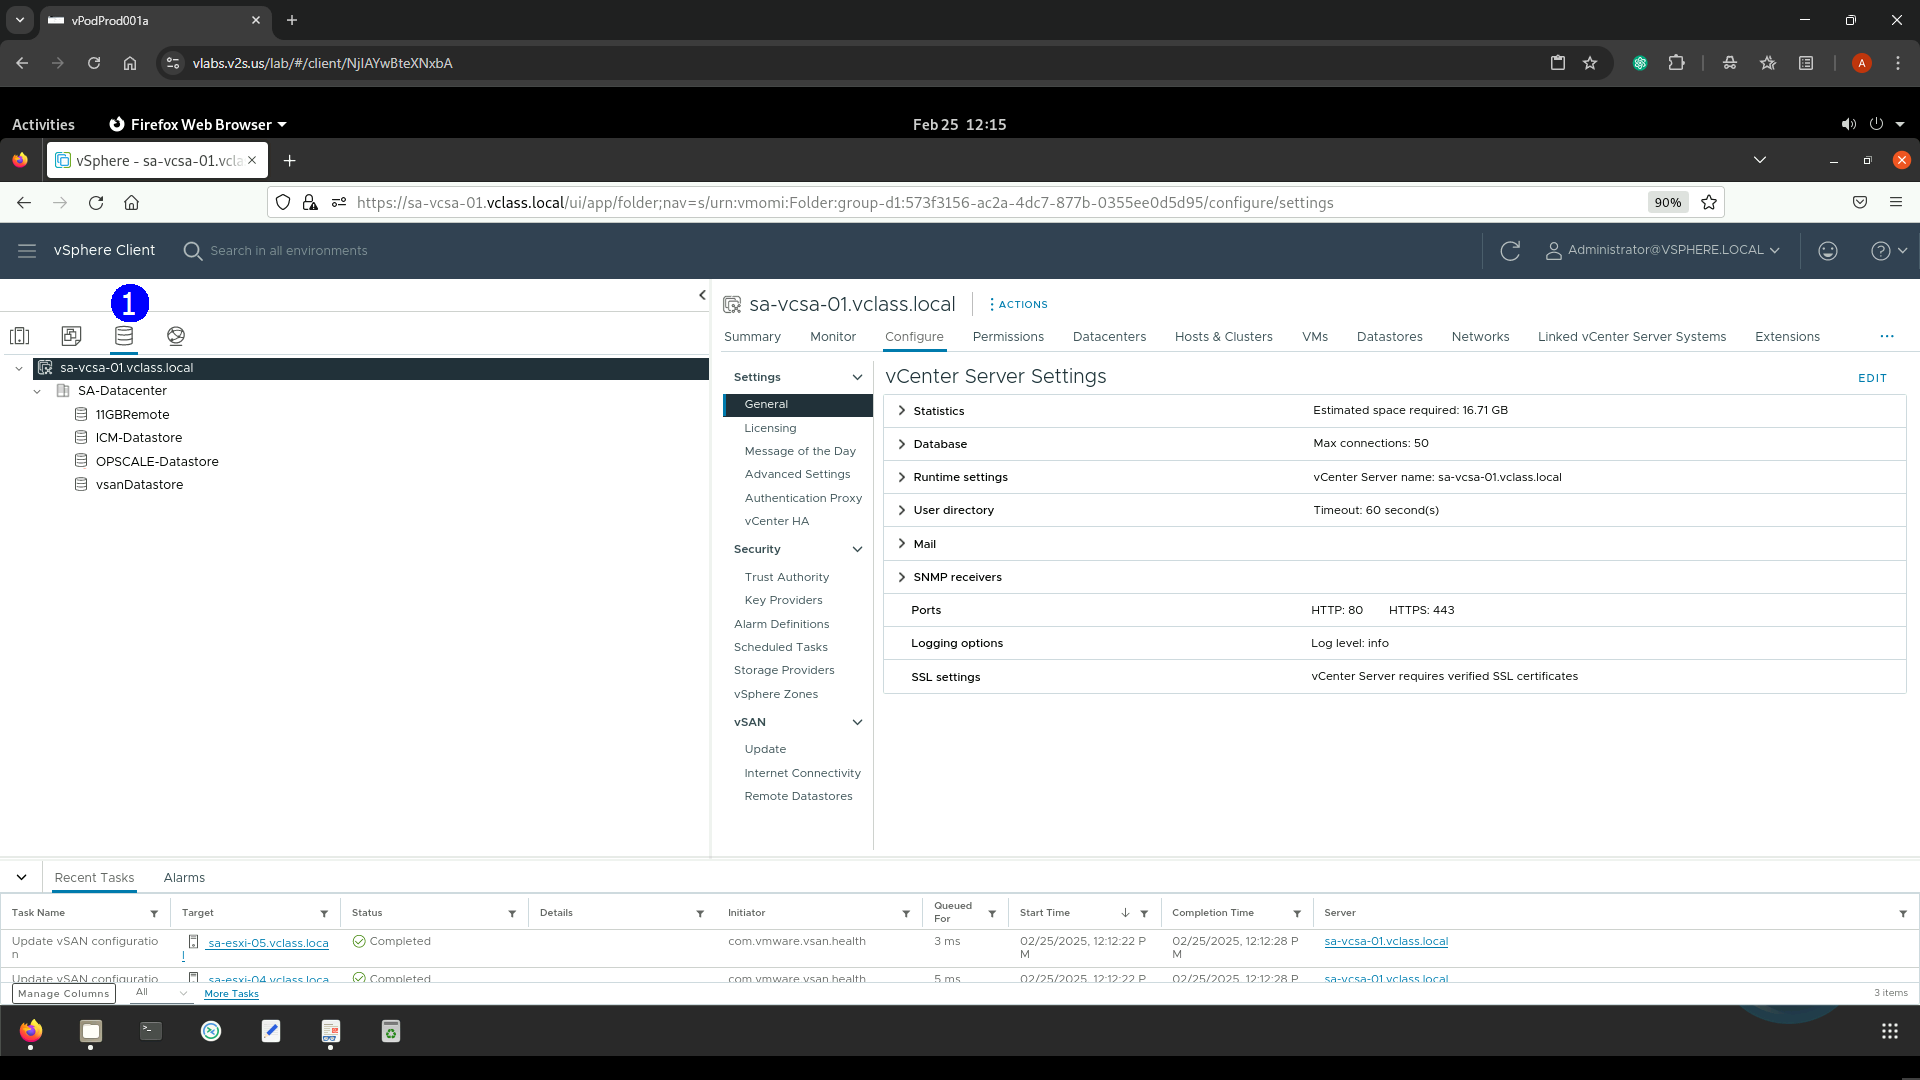 vPodProd001a
vlabs.v2s.us/lab/#/client/NjIAYwBteXNxbA
A
Activities
Firefox Web Browser
Feb 25 12:15
vSphere - sa-vcsa-01.vcla
https://sa-vcsa-01.vclass.local/ui/app/folder;nav=s/urn:vmomi:Folder:group-d1:573f3156-ac2a-4dc7-877b-0355ee0d5d95/configure/settings
90%
vSphere Client
Search in all environments
Administrator@VSPHERE.LOCAL
1
sa-vcsa-01.vclass.local
SA-Datacenter
11GBRemote
ICM-Datastore
OPSCALE-Datastore
vsanDatastore
sa-vcsa-01.vclass.local
ACTIONS
Summary Monitor Configure Permissions Datacenters Hosts & Clusters VMs Datastores Networks Linked vCenter Server Systems Extensions
Settings
General
Licensing
Message of the Day
Advanced Settings
Authentication Proxy
vCenter HA
Security
Trust Authority
Key Providers
Alarm Definitions
Scheduled Tasks
Storage Providers
vSphere Zones
vSAN
Update
Internet Connectivity
Remote Datastores
vCenter Server Settings
EDIT
Statistics Estimated space required: 16.71 GB
Database Max connections: 50
Runtime settings vCenter Server name: sa-vcsa-01.vclass.local
User directory Timeout: 60 second(s)
Mail
SNMP receivers
Ports HTTP: 80 HTTPS: 443
Logging options Log level: info
SSL settings vCenter Server requires verified SSL certificates
Recent Tasks Alarms
Task Name Target Status Details Initiator Queued For Start Time Completion Time Server
Update vSAN configuration sa-esxi-05.vclass.local Completed com.vmware.vsan.health 3 ms 02/25/2025, 12:12:22 PM 02/25/2025, 12:12:28 PM sa-vcsa-01.vclass.local
Update vSAN configuratio sa-esxi-04.vclass.loca Completed com.vmware.vsan.health 5 ms 02/25/2025, 12:12:22 P 02/25/2025, 12:12:28 P sa-vcsa-01.vclass.local
Manage Columns All More Tasks
3 items